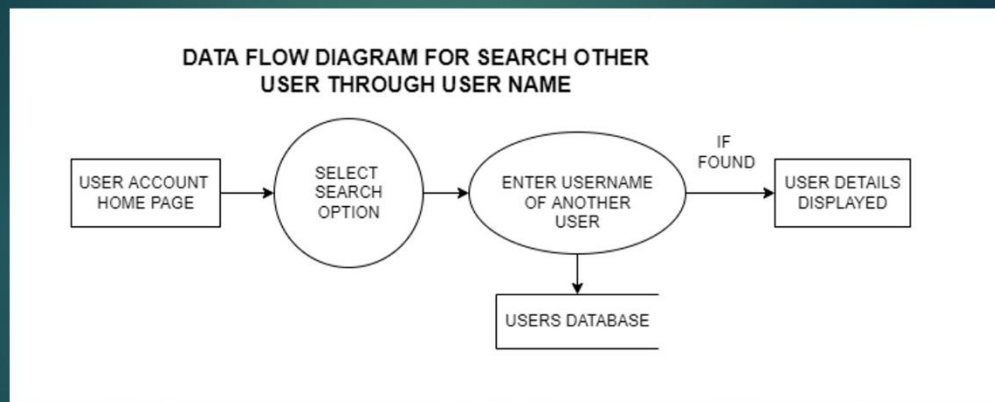 DATA FLOW DIAGRAM FOR SEARCH OTHER
USER THROUGH USER NAME
USER ACCOUNT
HOME PAGE
SELECT
SEARCH
OPTION
ENTER USERNAME
OF ANOTHER
USER
IF
FOUND
USER DETAILS
DISPLAYED
USERS DATABASE